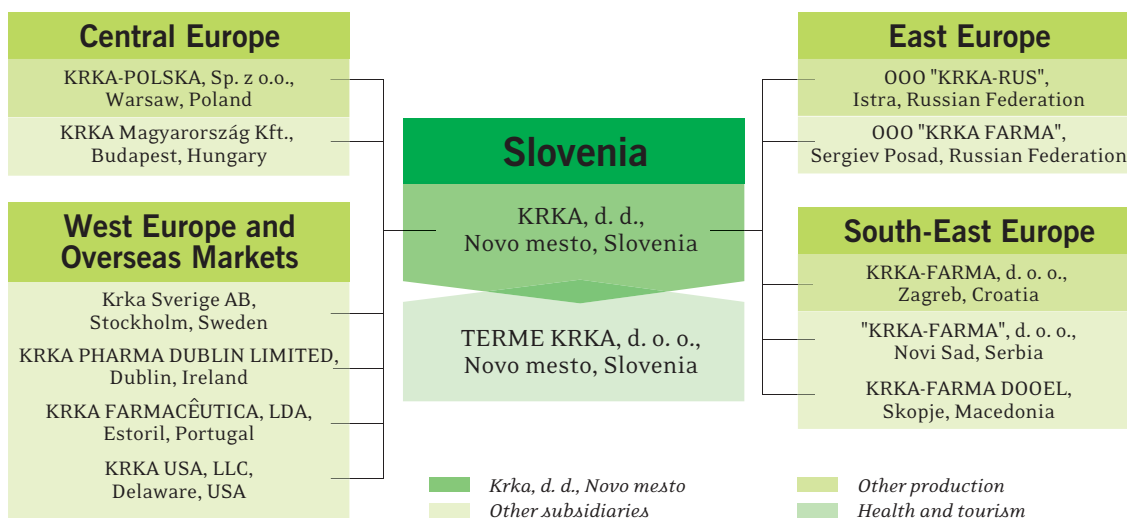 Central Europe
KRKA-POLSKA, Sp. z o.o.,
Warsaw, Poland
KRKA Magyarország Kft.,
Budapest, Hungary
West Europe and
Overseas Markets
Krka Sverige AB,
Stockholm, Sweden
KRKA PHARMA DUBLIN LIMITED,
Dublin, Ireland
KRKA FARMACÊUTICA, LDA,
Estoril, Portugal
KRKA USA, LLC,
Delaware, USA
Slovenia
KRKA, d. d.,
Novo mesto, Slovenia
TERME KRKA, d. o. o.,
Novo mesto, Slovenia
East Europe
OOO "KRKA-RUS",
Istra, Russian Federation
OOO "KRKA FARMA",
Sergiev Posad, Russian Federation
South-East Europe
KRKA-FARMA, d. o. o.,
Zagreb, Croatia
"KRKA-FARMA", d. o. o.,
Novi Sad, Serbia
KRKA-FARMA DOOEL,
Skopje, Macedonia
Krka, d. d., Novo mesto
Other subsidiaries
Other production
Health and tourism